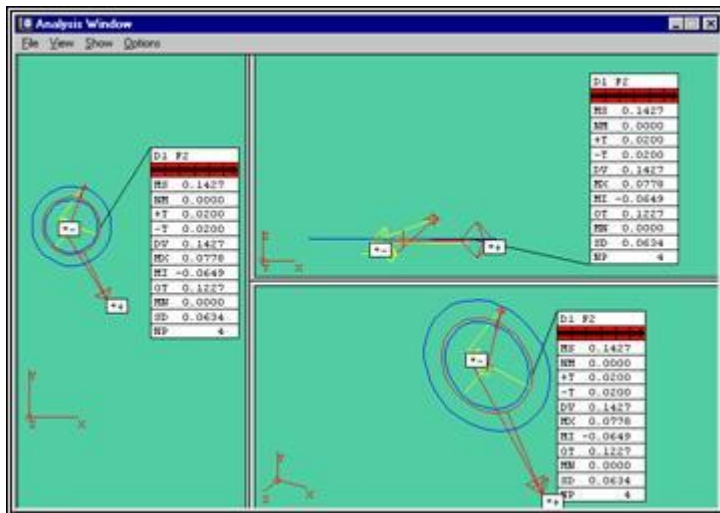 Analysis Window
File View Show Options
D1 F2
MS 0.1427
NM 0.0000
+T 0.0200
-T 0.0200
DV 0.1427
MX 0.0778
MI -0.0649
OT 0.1227
MN 0.0000
SD 0.0634
NP 4
*-
*+
Y
Z X
D1 F2
MS 0.1427
NM 0.0000
+T 0.0200
-T 0.0200
DV 0.1427
MX 0.0778
MI -0.0649
OT 0.1227
MN 0.0000
SD 0.0634
NP 4
*-
*+
Z
Y X
D1 F2
MS 0.1427
NM 0.0000
+T 0.0200
-T 0.0200
DV 0.1427
MX 0.0778
MI -0.0649
OT 0.1227
MN 0.0000
SD 0.0634
NP 4
*-
*+
Y
Z X